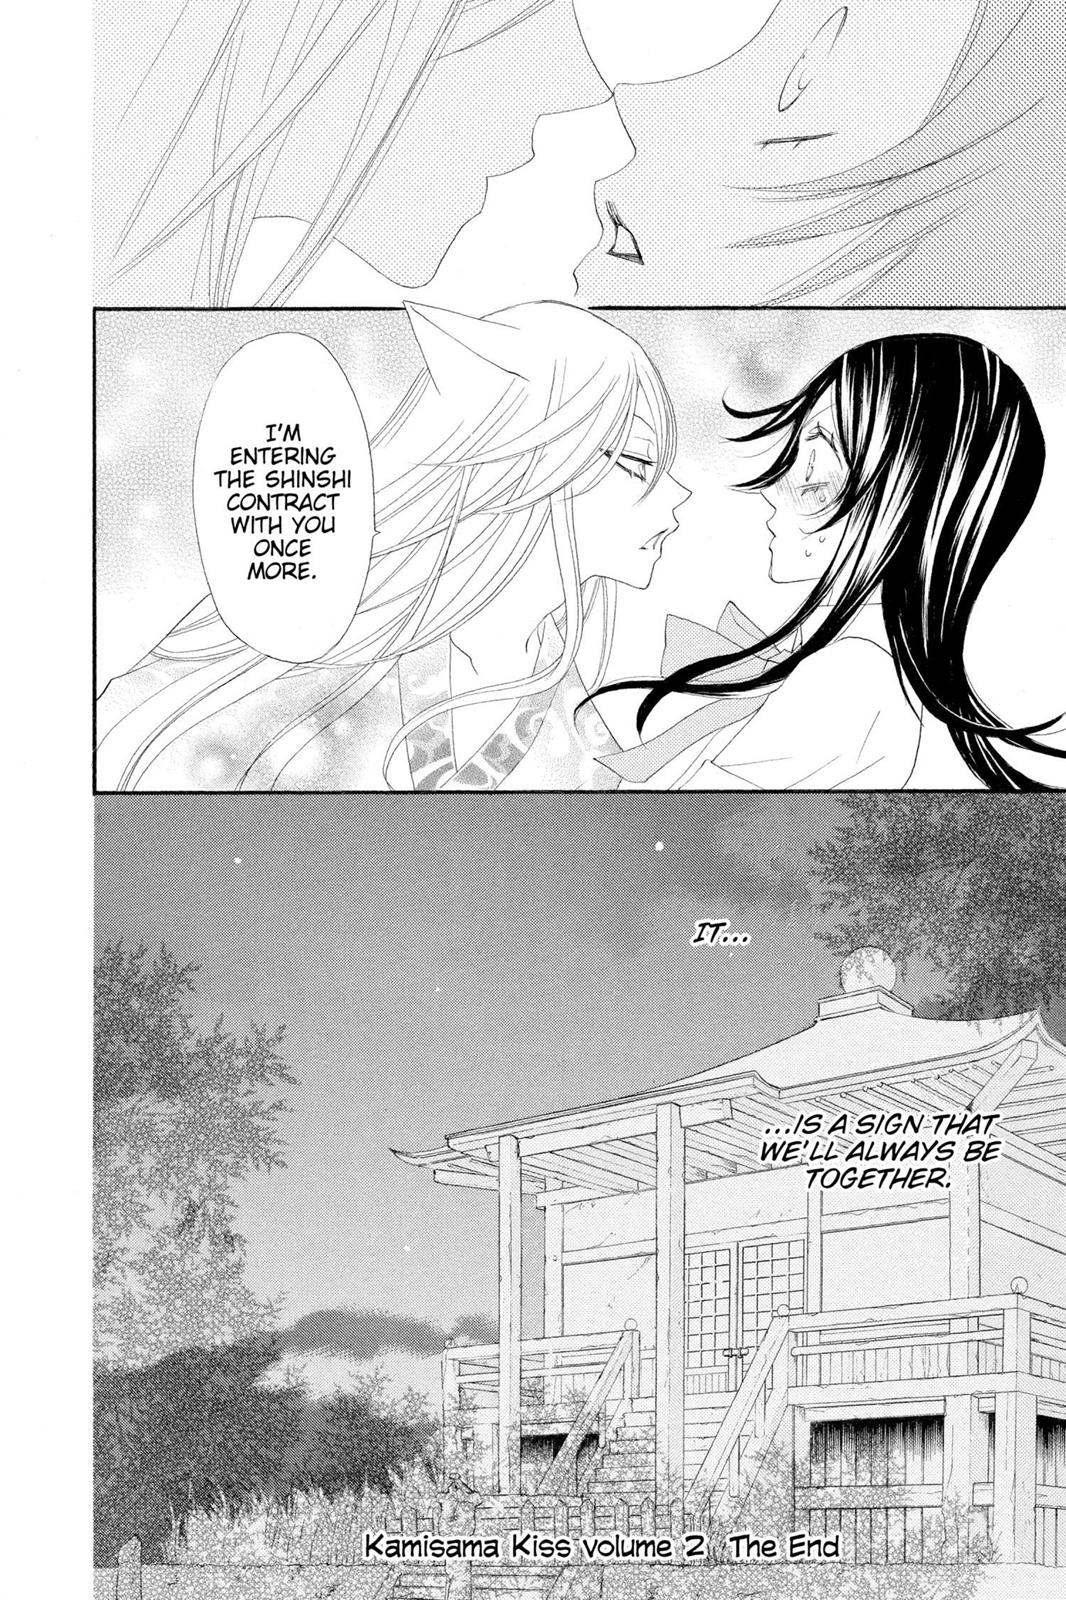 I'M
ENTERING
THE SHINSHI
CONTRACT
WITH YOU
ONCE
MORE.
IT...
...IS A SIGN THAT
WE'LL ALWAYS BE
TOGETHER.
Kamisama Kiss volume 2 The End